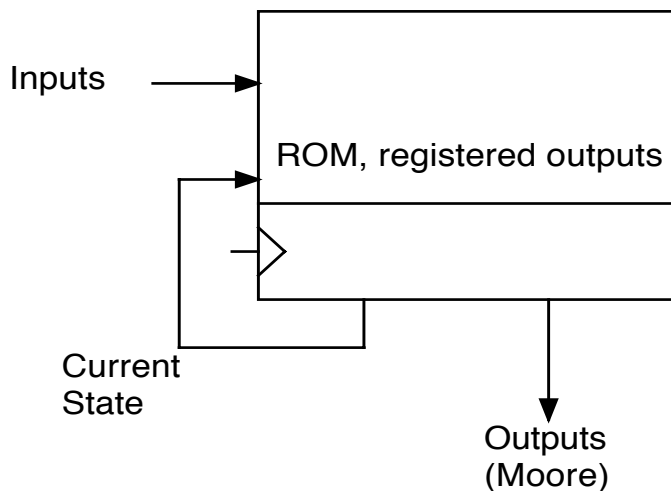 Inputs
ROM, registered outputs
Current
State
Outputs
(Moore)